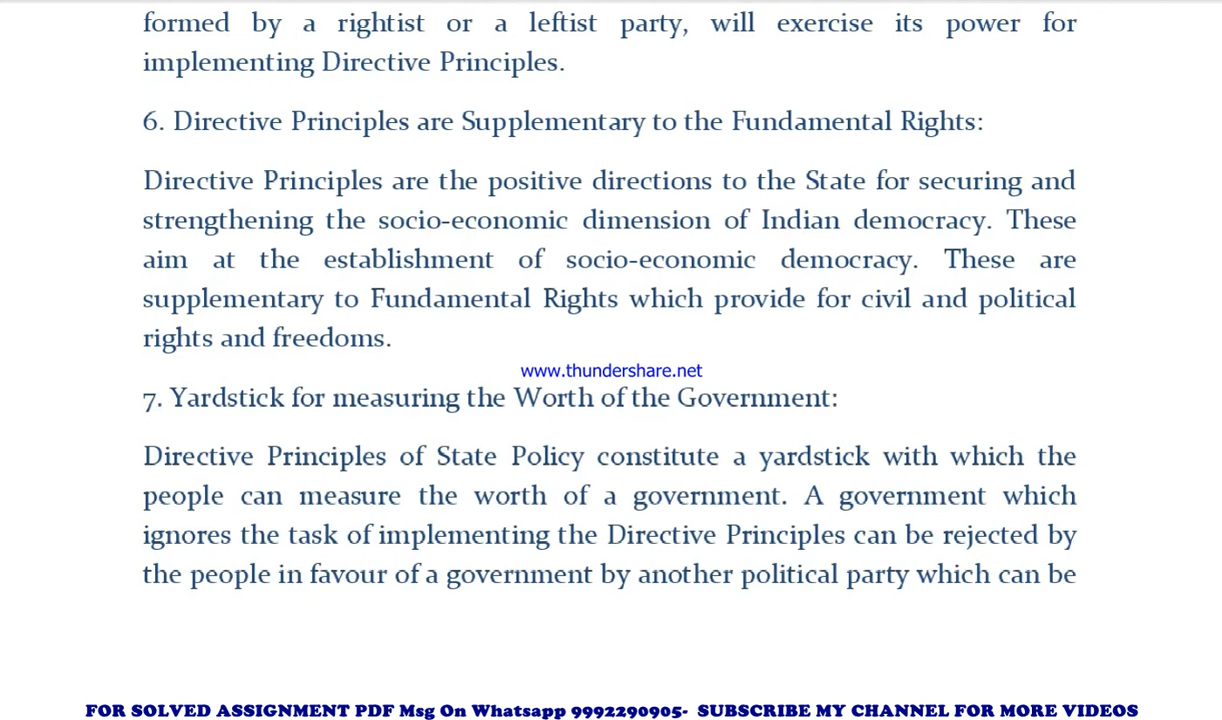 formed by a rightist or a leftist party, will exercise its power for
implementing Directive Principles.
6. Directive Principles are Supplementary to the Fundamental Rights:
Directive Principles are the positive directions to the State for securing and
strengthening the socio-economic dimension of Indian democracy. These
aim at the establishment of socio-economic democracy. These are
supplementary to Fundamental Rights which provide for civil and political
rights and freedoms.
www.thundershare.net
7. Yardstick for measuring the Worth of the Government:
Directive Principles of State Policy constitute a yardstick with which the
people can measure the worth of a government. A government which
ignores the task of implementing the Directive Principles can be rejected by
the people in favour of a government by another political party which can be
FOR SOLVED ASSIGNMENT PDF Msg On Whatsapp 9992290905- SUBSCRIBE MY CHANNEL FOR MORE VIDEOS